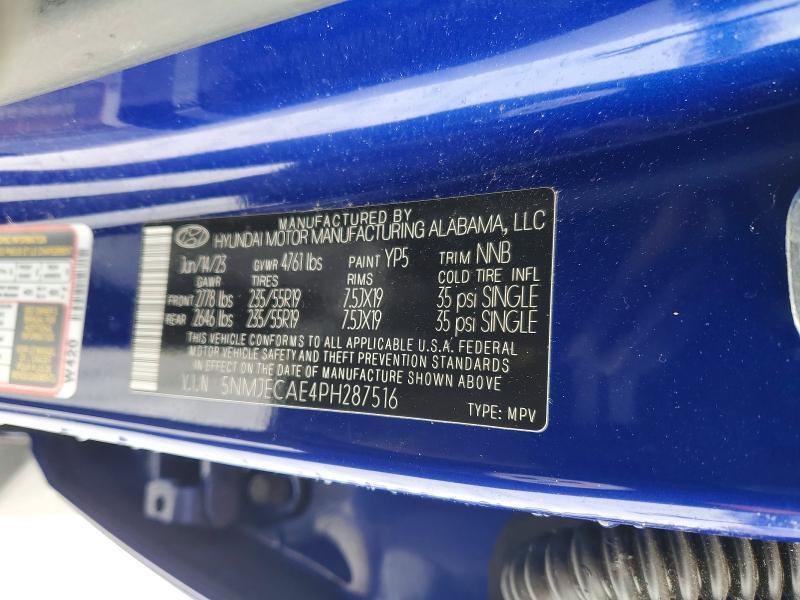 MANUFACTURED BY
HYUNDAI MOTOR MANUFACTURING ALABAMA, LLC
Jun/14/23 GVWR 4761 lbs PAINT YP5 TRIM NNB
GAWR TIRES RIMS COLD TIRE INFL
FRONT 2778 lbs 235/55R19 7.5JX19 35 psi SINGLE
REAR 2646 lbs 235/55R19 7.5JX19 35 psi SINGLE
THIS VEHICLE CONFORMS TO ALL APPLICABLE U.S.A. FEDERAL
MOTOR VEHICLE SAFETY AND THEFT PREVENTION STANDARDS
IN EFFECT ON THE DATE OF MANUFACTURE SHOWN ABOVE
V.I.N 5NMJECAE4PH287516
TYPE: MPV
W420